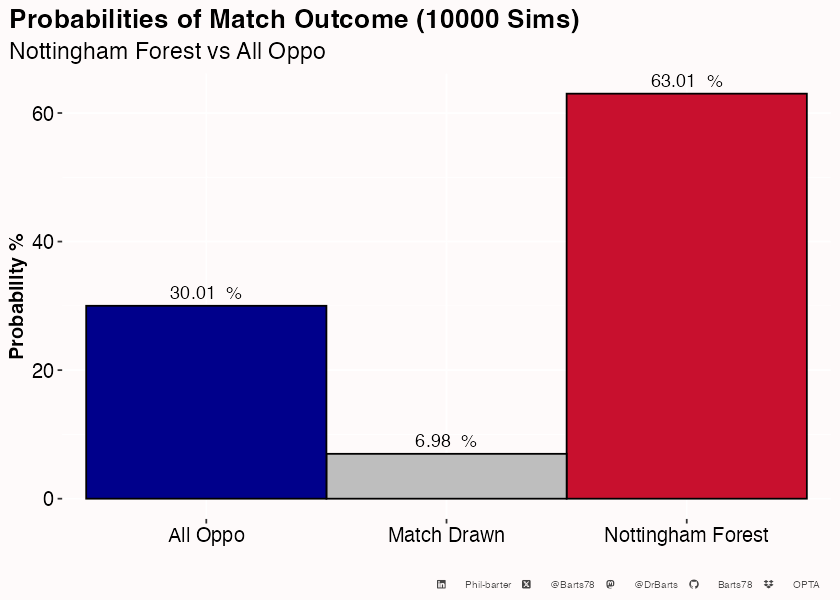 Probabilities of Match Outcome (10000 Sims)
Nottingham Forest vs All Oppo
63.01 %
60
40
Probability %
30.01 %
20
6.98 %
0
All Oppo Match Drawn Nottingham Forest
Phil-barter @Barts78 @DrBarts Barts78 OPTA